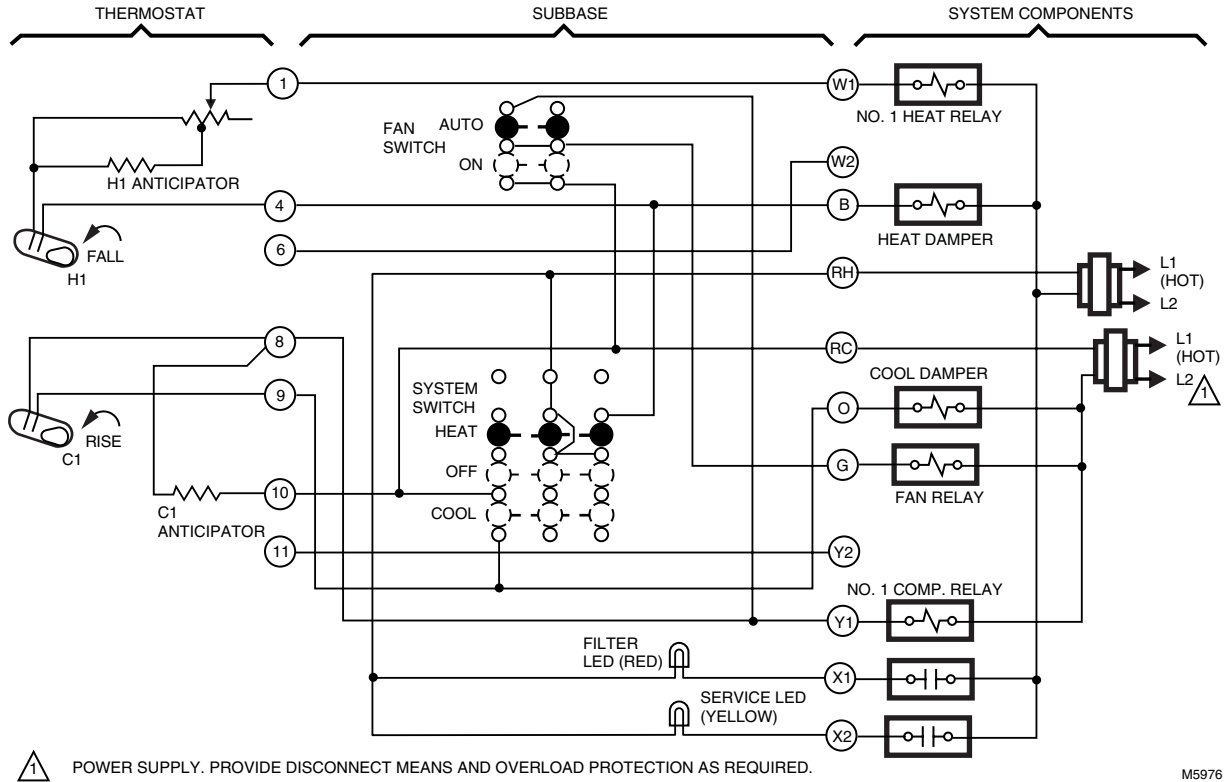 THERMOSTAT
SUBBASE
SYSTEM COMPONENTS
1
W1
NO. 1 HEAT RELAY
FAN
SWITCH
AUTO
ON
W2
H1 ANTICIPATOR
4
B
HEAT DAMPER
6
FALL
H1
RH
L1
(HOT)
L2
8
RC
L1
(HOT)
L2
1
COOL DAMPER
SYSTEM
SWITCH
9
O
RISE
C1
HEAT
OFF
G
FAN RELAY
10
COOL
C1
ANTICIPATOR
11
Y2
NO. 1 COMP. RELAY
Y1
FILTER
LED (RED)
X1
SERVICE LED
(YELLOW)
X2
1 POWER SUPPLY. PROVIDE DISCONNECT MEANS AND OVERLOAD PROTECTION AS REQUIRED.
M5976